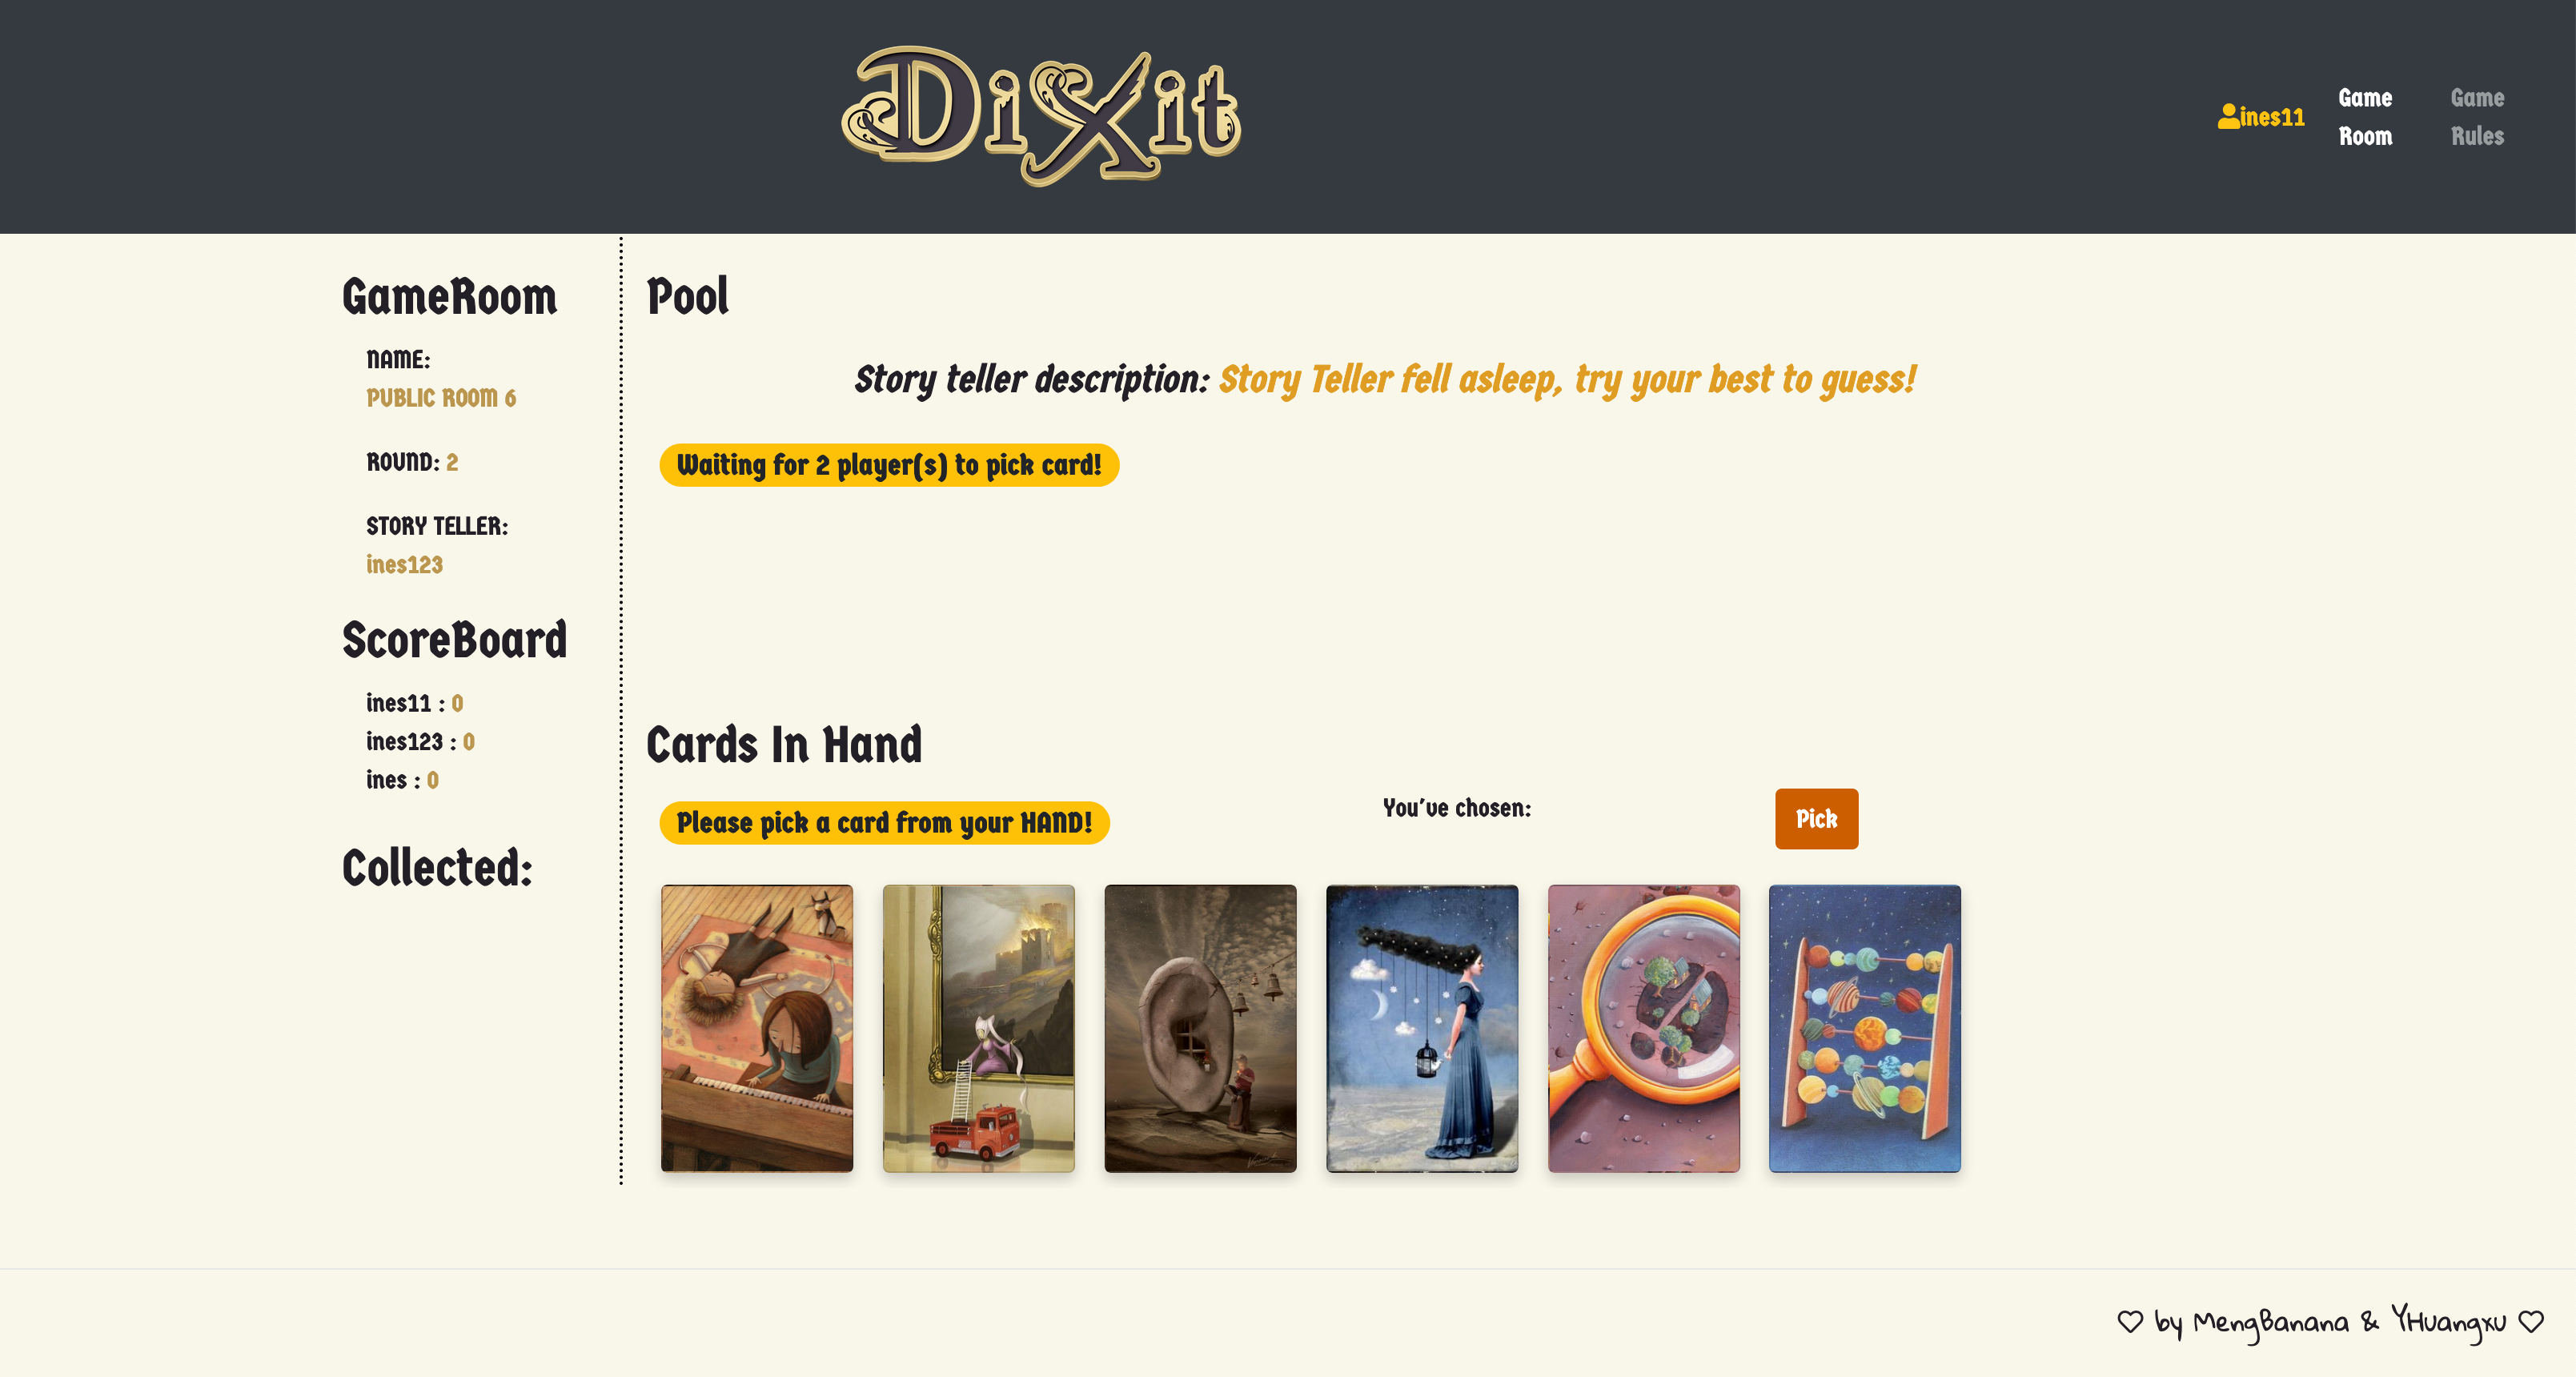 Dixit
ines11
Game Room
Game Rules
GameRoom
NAME:
PUBLIC ROOM 6
ROUND: 2
STORY TELLER:
ines123
ScoreBoard
ines11 : 0
ines123 : 0
ines : 0
Collected:
Pool
Story teller description: Story Teller fell asleep, try your best to guess!
Waiting for 2 player(s) to pick card!
Cards In Hand
Please pick a card from your HAND!
You've chosen:
Pick
by MengBanana & YHuangxu